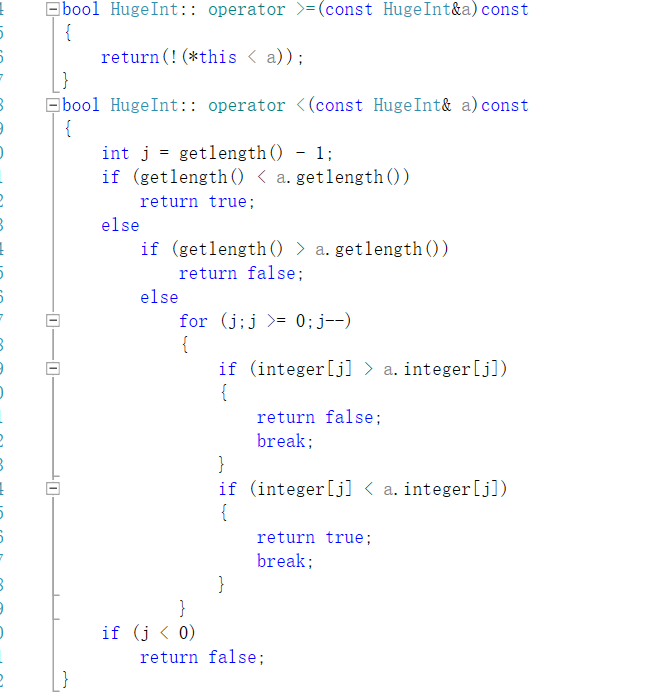 bool HugeInt:: operator >=(const HugeInt&a)const
{
return(!(*this < a));
}
bool HugeInt:: operator <(const HugeInt& a)const
{
int j = getlength() - 1;
if (getlength() < a.getlength())
return true;
else
if (getlength() > a.getlength())
return false;
else
for (j;j >= 0;j--)
{
if (integer[j] > a.integer[j])
{
return false;
break;
}
if (integer[j] < a.integer[j])
{
return true;
break;
}
}
if (j < 0)
return false;
}